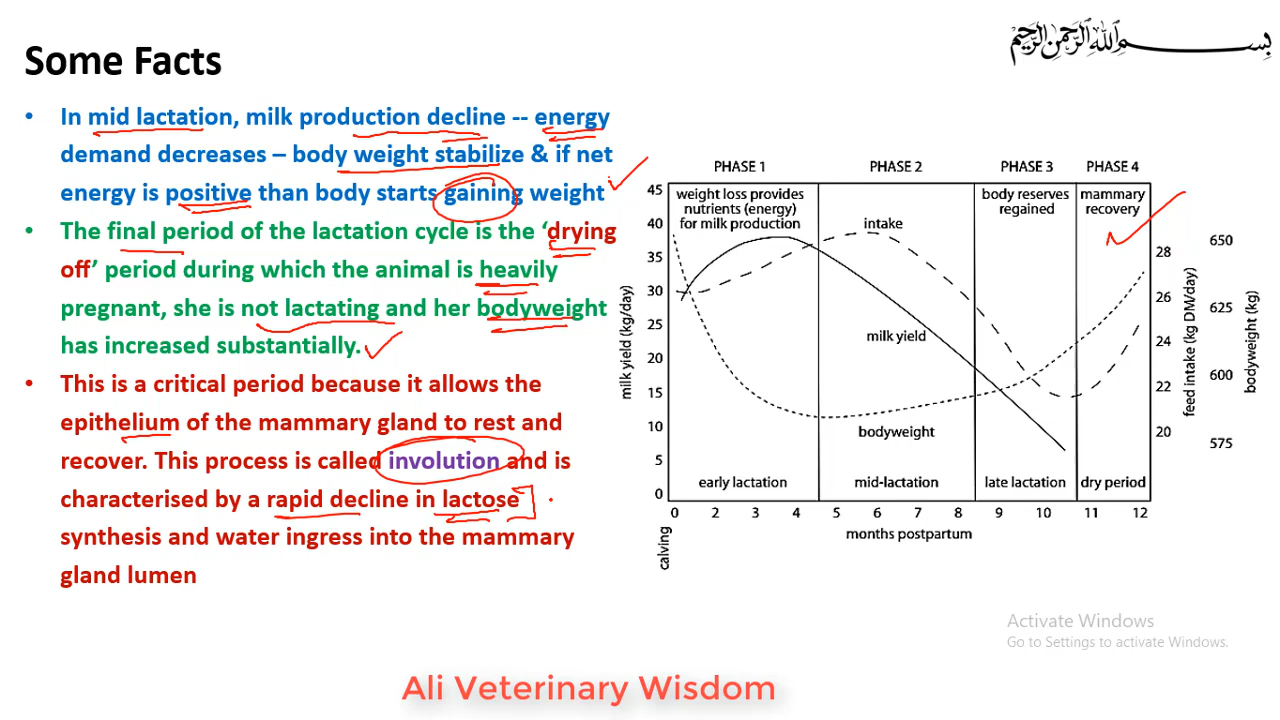 Some Facts
بسم الله الرحمن الرحيم
• In mid lactation, milk production decline -- energy
demand decreases – body weight stabilize & if net
energy is positive than body starts gaining weight
• The final period of the lactation cycle is the ‘drying
off’ period during which the animal is heavily
pregnant, she is not lactating and her bodyweight
has increased substantially.
• This is a critical period because it allows the
epithelium of the mammary gland to rest and
recover. This process is called involution and is
characterised by a rapid decline in lactose
synthesis and water ingress into the mammary
gland lumen
PHASE 1 PHASE 2 PHASE 3 PHASE 4
weight loss provides
nutrients (energy)
for milk production
body reserves
regained
mammary
recovery
intake
milk yield
bodyweight
early lactation mid-lactation late lactation dry period
45
40
35
30
25
20
15
10
5
0
milk yield (kg/day)
28
26
24
22
20
feed intake (kg DM/day)
650
625
600
575
bodyweight (kg)
0 2 3 4 5 6 7 8 9 10 11 12
calving
months postpartum
Activate Windows
Go to Settings to activate Windows.
Ali Veterinary Wisdom